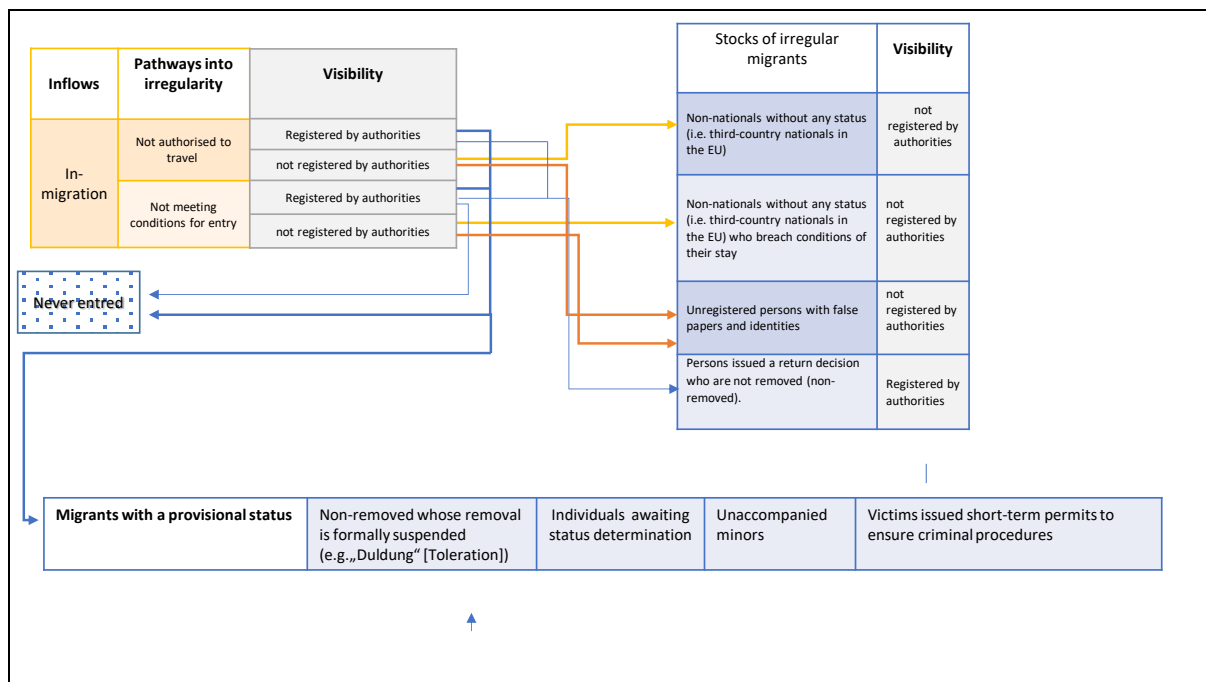 Inflows
Pathways into
irregularity
Visibility
In-
migration
Not authorised to
travel
Registered by authorities
not registered by authorities
Not meeting
conditions for entry
Registered by authorities
not registered by authorities
Never entred
Stocks of irregular
migrants
Visibility
Non-nationals without any status
(i.e. third-country nationals in
the EU)
not
registered by
authorities
Non-nationals without any status
(i.e. third-country nationals in
the EU) who breach conditions of
their stay
not
registered by
authorities
Unregistered persons with false
papers and identities
not
registered by
authorities
Persons issued a return decision
who are not removed (non-
removed).
Registered by
authorities
Migrants with a provisional status
Non-removed whose removal
is formally suspended
(e.g.„Duldung“ [Toleration])
Individuals awaiting
status determination
Unaccompanied
minors
Victims issued short-term permits to
ensure criminal procedures